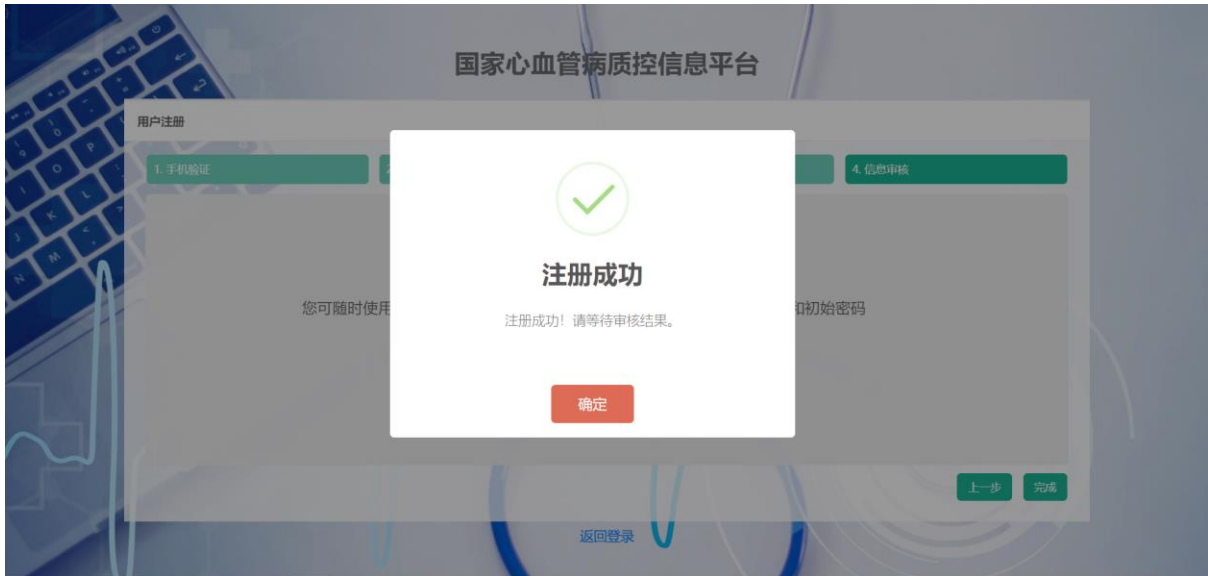 国家心血管病质控信息平台
用户注册
1. 手机验证
4. 信息审核
注册成功
您可随时使用
和初始密码
注册成功！请等待审核结果。
确定
上一步
完成
返回登录